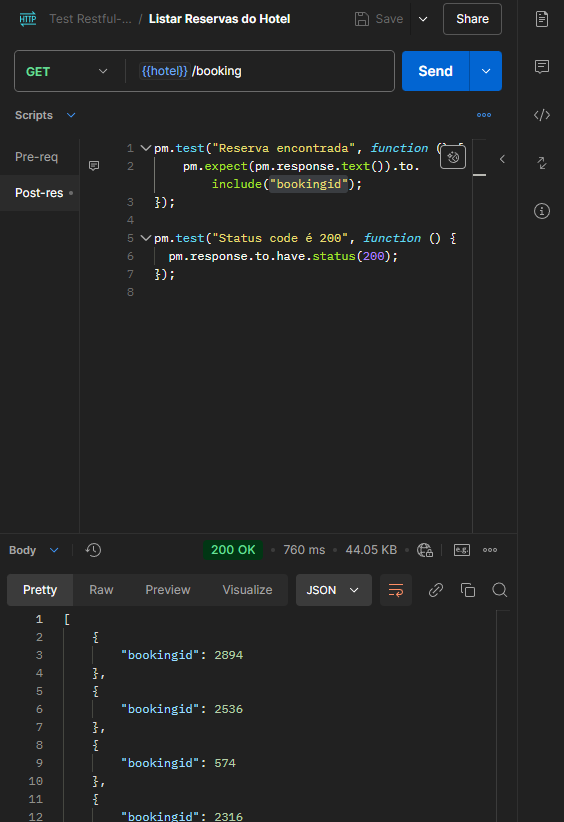 HTTP Test Restful-... / Listar Reservas do Hotel Save Share
GET {{hotel}} /booking Send
Scripts
Pre-req
Post-res
1 pm.test("Reserva encontrada", function () {
2 pm.expect(pm.response.text()).to.
include("bookingid");
3 });
4
5 pm.test("Status code é 200", function () {
6 pm.response.to.have.status(200);
7 });
8
Body 200 OK 760 ms 44.05 KB e.g.
Pretty Raw Preview Visualize JSON
1 [
2 {
3 "bookingid": 2894
4 },
5 {
6 "bookingid": 2536
7 },
8 {
9 "bookingid": 574
10 },
11 {
12 "bookingid": 2316